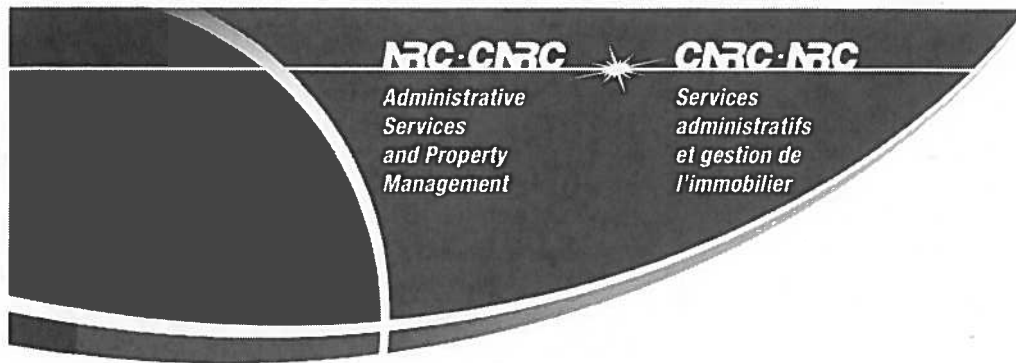 NRC·CNRC
Administrative
Services
and Property
Management
CNRC·NRC
Services
administratifs
et gestion de
l'immobilier